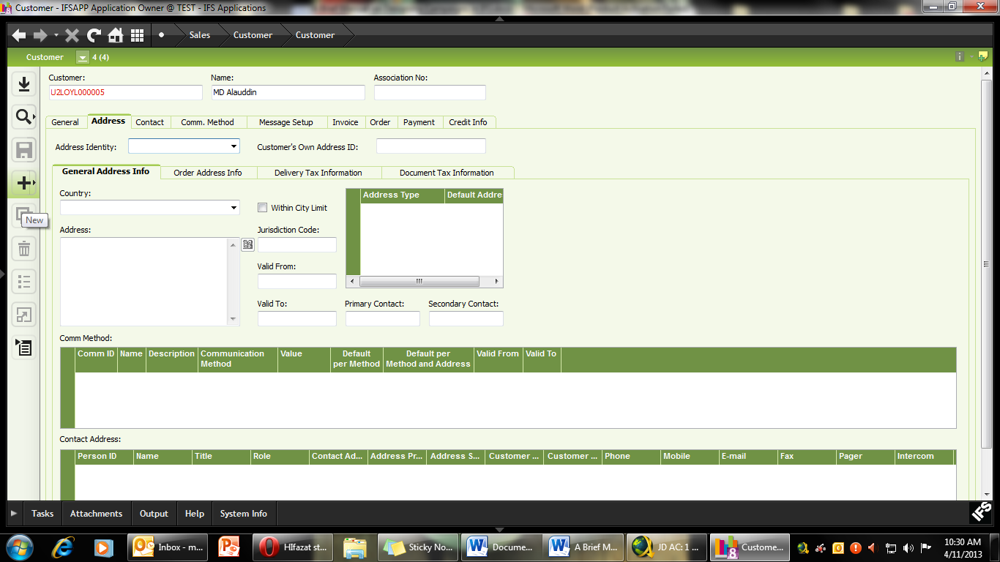 Customer - IFSAPP Application Owner @ TEST - IFS Applications
Sales Customer Customer
Customer 4 (4)
Customer: Name: Association No:
U2LOYL000005 MD Alauddin
General Address Contact Comm. Method Message Setup Invoice Order Payment Credit Info
Address Identity: Customer's Own Address ID:
General Address Info Order Address Info Delivery Tax Information Document Tax Information
Country: Address Type Default Addre
Within City Limit
New
Address: Jurisdiction Code:
Valid From:
Valid To: Primary Contact: Secondary Contact:
Comm Method:
Comm ID Name Description Communication Method Value Default per Method Default per Method and Address Valid From Valid To
Contact Address:
Person ID Name Title Role Contact Ad... Address Pr... Address S... Customer ... Customer ... Phone Mobile E-mail Fax Pager Intercom
Tasks Attachments Output Help System Info IFS
Inbox - m... HIfazat st... Sticky No... Docume... A Brief M... JD AC: 1 ... 8 Custome... 10:30 AM
4/11/2013